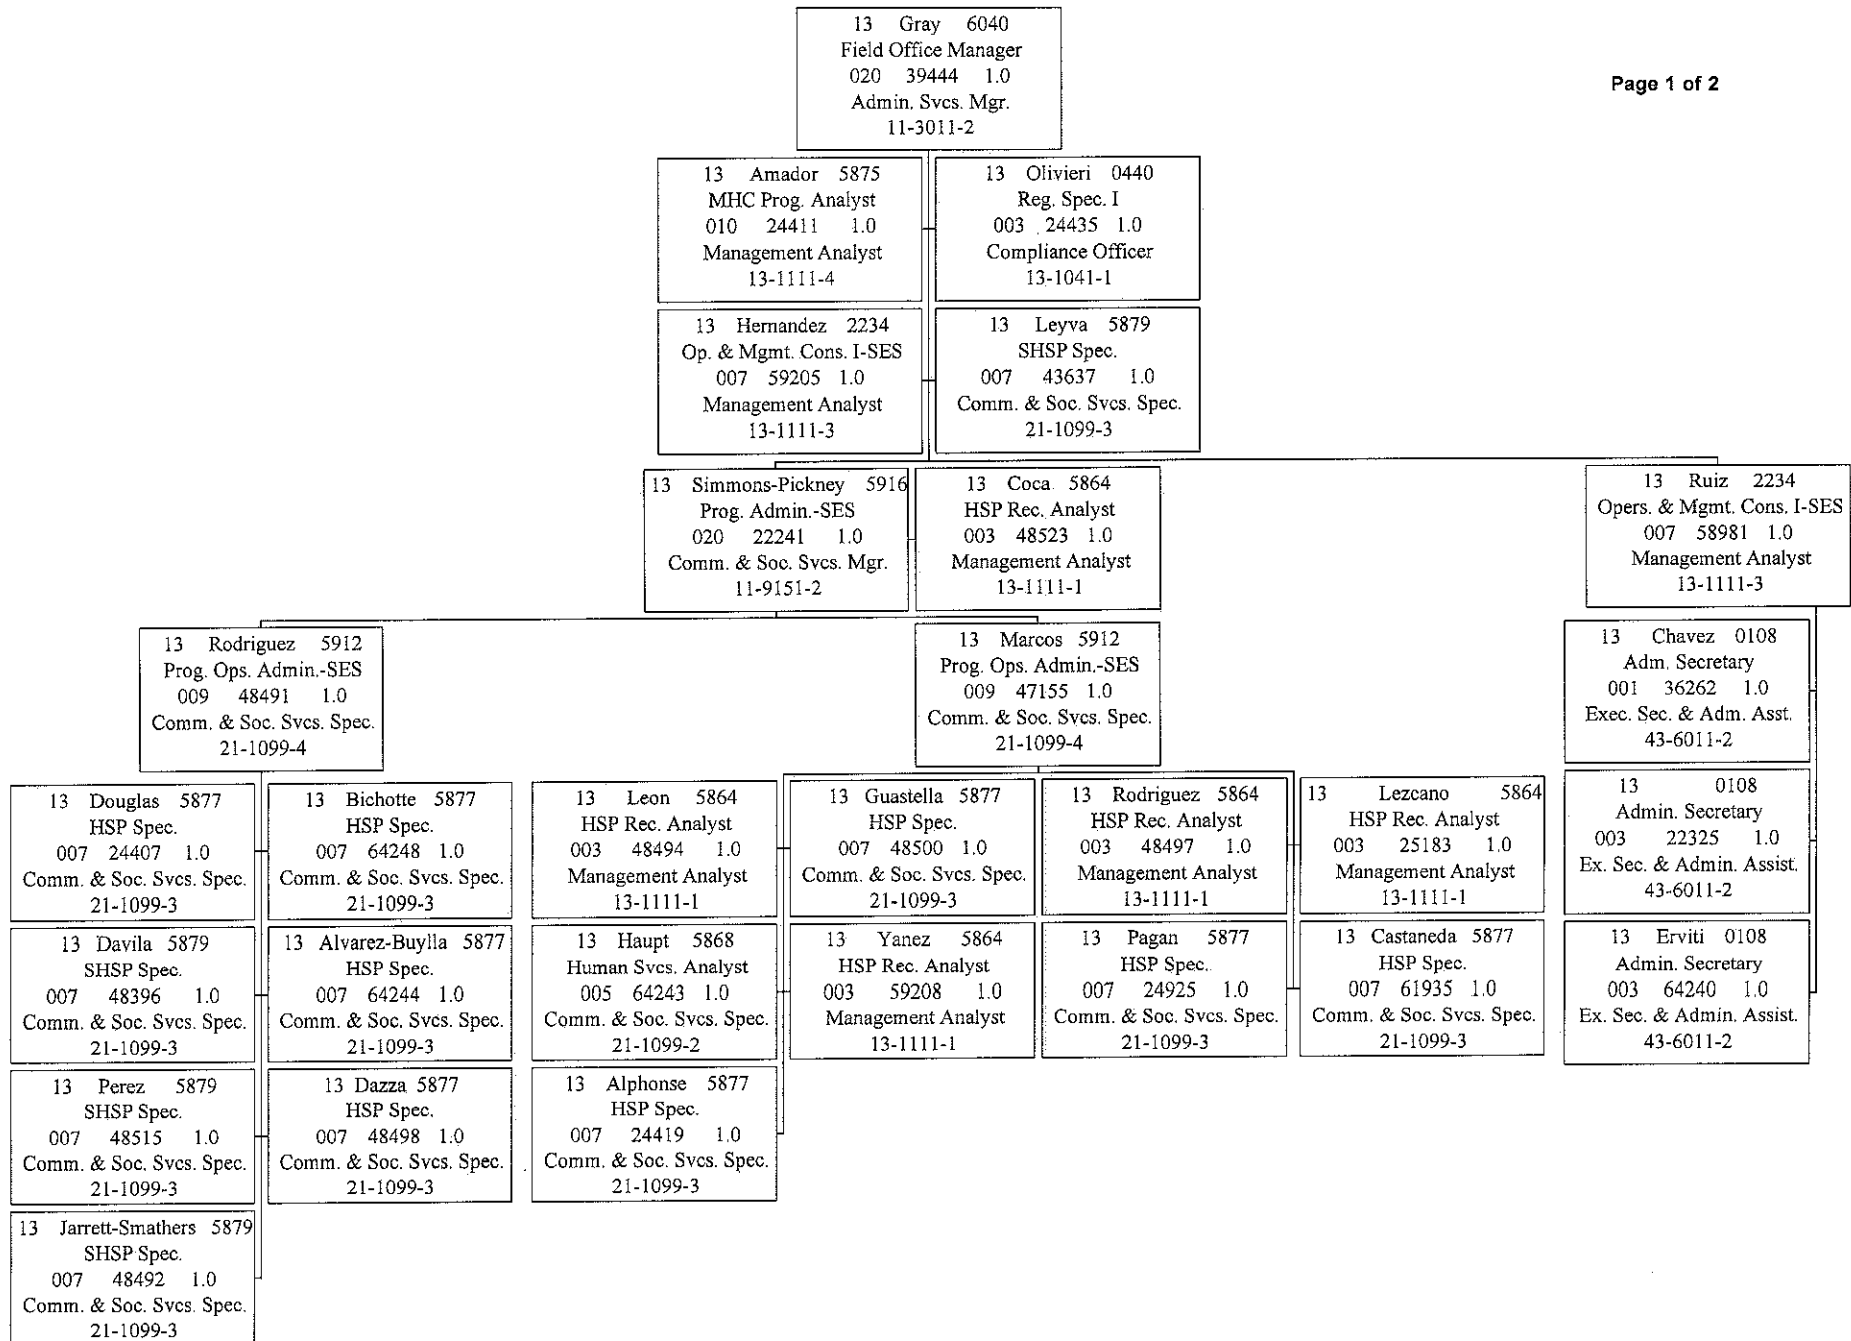 13 Gray 6040
Field Office Manager
020 39444 1.0
Admin. Svcs. Mgr.
11-3011-2
Page 1 of 2
13 Amador 5875
MHC Prog. Analyst
010 24411 1.0
Management Analyst
13-1111-4
13 Olivieri 0440
Reg. Spec. I
003 24435 1.0
Compliance Officer
13-1041-1
13 Hernandez 2234
Op. & Mgmt. Cons. I-SES
007 59205 1.0
Management Analyst
13-1111-3
13 Leyva 5879
SHSP Spec.
007 43637 1.0
Comm. & Soc. Svcs. Spec.
21-1099-3
13 Simmons-Pickney 5916
Prog. Admin.-SES
020 22241 1.0
Comm. & Soc. Svcs. Mgr.
11-9151-2
13 Coca 5864
HSP Rec. Analyst
003 48523 1.0
Management Analyst
13-1111-1
13 Ruiz 2234
Opers. & Mgmt. Cons. I-SES
007 58981 1.0
Management Analyst
13-1111-3
13 Rodriguez 5912
Prog. Ops. Admin.-SES
009 48491 1.0
Comm. & Soc. Svcs. Spec.
21-1099-4
13 Marcos 5912
Prog. Ops. Admin.-SES
009 47155 1.0
Comm. & Soc. Svcs. Spec.
21-1099-4
13 Chavez 0108
Adm. Secretary
001 36262 1.0
Exec. Sec. & Adm. Asst.
43-6011-2
13 Douglas 5877
HSP Spec.
007 24407 1.0
Comm. & Soc. Svcs. Spec.
21-1099-3
13 Bichotte 5877
HSP Spec.
007 64248 1.0
Comm. & Soc. Svcs. Spec.
21-1099-3
13 Leon 5864
HSP Rec. Analyst
003 48494 1.0
Management Analyst
13-1111-1
13 Guastella 5877
HSP Spec.
007 48500 1.0
Comm. & Soc. Svcs. Spec.
21-1099-3
13 Rodriguez 5864
HSP Rec. Analyst
003 48497 1.0
Management Analyst
13-1111-1
13 Lezcano 5864
HSP Rec. Analyst
003 25183 1.0
Management Analyst
13-1111-1
13 0108
Admin. Secretary
003 22325 1.0
Ex. Sec. & Admin. Assist.
43-6011-2
13 Davila 5879
SHSP Spec.
007 48396 1.0
Comm. & Soc. Svcs. Spec.
21-1099-3
13 Alvarez-Buylla 5877
HSP Spec.
007 64244 1.0
Comm. & Soc. Svcs. Spec.
21-1099-3
13 Haupt 5868
Human Svcs. Analyst
005 64243 1.0
Comm. & Soc. Svcs. Spec.
21-1099-2
13 Yanez 5864
HSP Rec. Analyst
003 59208 1.0
Management Analyst
13-1111-1
13 Pagan 5877
HSP Spec.
007 24925 1.0
Comm. & Soc. Svcs. Spec.
21-1099-3
13 Castaneda 5877
HSP Spec.
007 61935 1.0
Comm. & Soc. Svcs. Spec.
21-1099-3
13 Erviti 0108
Admin. Secretary
003 64240 1.0
Ex. Sec. & Admin. Assist.
43-6011-2
13 Perez 5879
SHSP Spec.
007 48515 1.0
Comm. & Soc. Svcs. Spec.
21-1099-3
13 Dazza 5877
HSP Spec.
007 48498 1.0
Comm. & Soc. Svcs. Spec.
21-1099-3
13 Alphonse 5877
HSP Spec.
007 24419 1.0
Comm. & Soc. Svcs. Spec.
21-1099-3
13 Jarrett-Smathers 5879
SHSP Spec.
007 48492 1.0
Comm. & Soc. Svcs. Spec.
21-1099-3